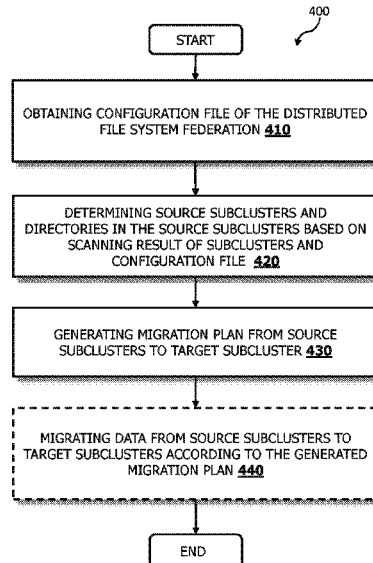 400
START
OBTAINING CONFIGURATION FILE OF THE DISTRIBUTED
FILE SYSTEM FEDERATION 410
DETERMINING SOURCE SUBCLUSTERS AND
DIRECTORIES IN THE SOURCE SUBCLUSTERS BASED ON
SCANNING RESULT OF SUBCLUSTERS AND
CONFIGURATION FILE 420
GENERATING MIGRATION PLAN FROM SOURCE
SUBCLUSTERS TO TARGET SUBCLUSTER 430
MIGRATING DATA FROM SOURCE SUBCLUSTERS TO
TARGET SUBCLUSTERS ACCORDING TO THE GENERATED
MIGRATION PLAN 440
END